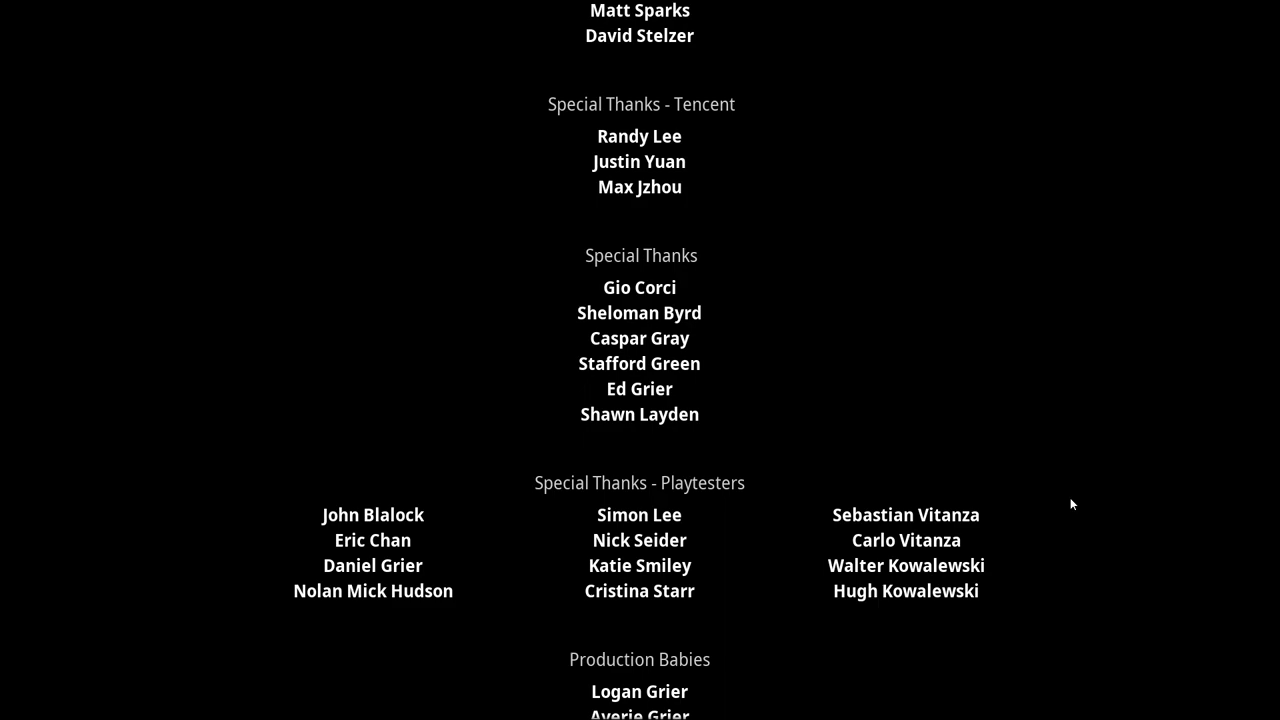 Matt Sparks
David Stelzer
Special Thanks - Tencent
Randy Lee
Justin Yuan
Max Jzhou
Special Thanks
Gio Corci
Sheloman Byrd
Caspar Gray
Stafford Green
Ed Grier
Shawn Layden
Special Thanks - Playtesters
John Blalock Simon Lee Sebastian Vitanza
Eric Chan Nick Seider Carlo Vitanza
Daniel Grier Katie Smiley Walter Kowalewski
Nolan Mick Hudson Cristina Starr Hugh Kowalewski
Production Babies
Logan Grier
Averie Grier